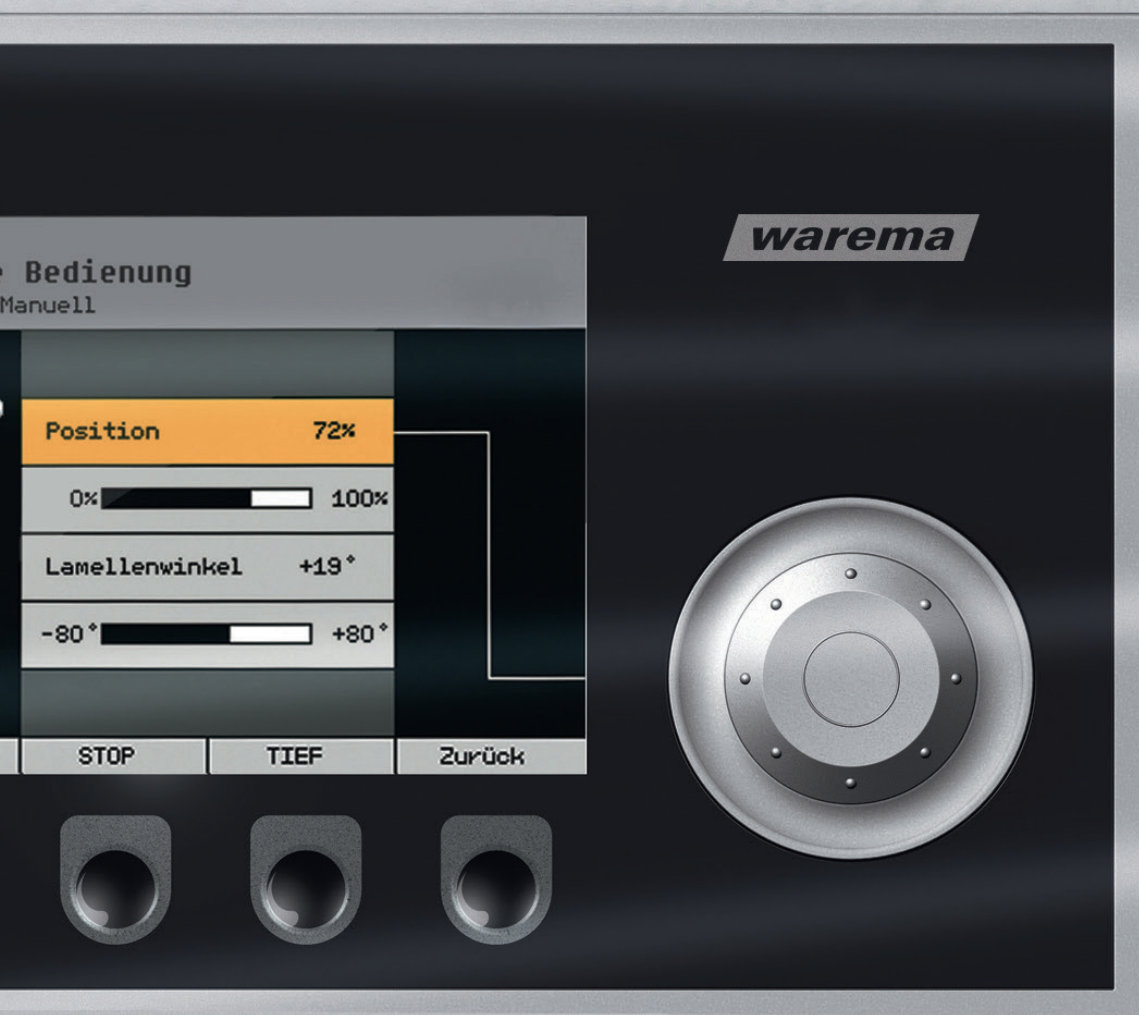 Bedienung
Manuell
warema
Position 72%
0% 100%
Lamellenwinkel +19°
-80° +80°
STOP TIEF Zurück